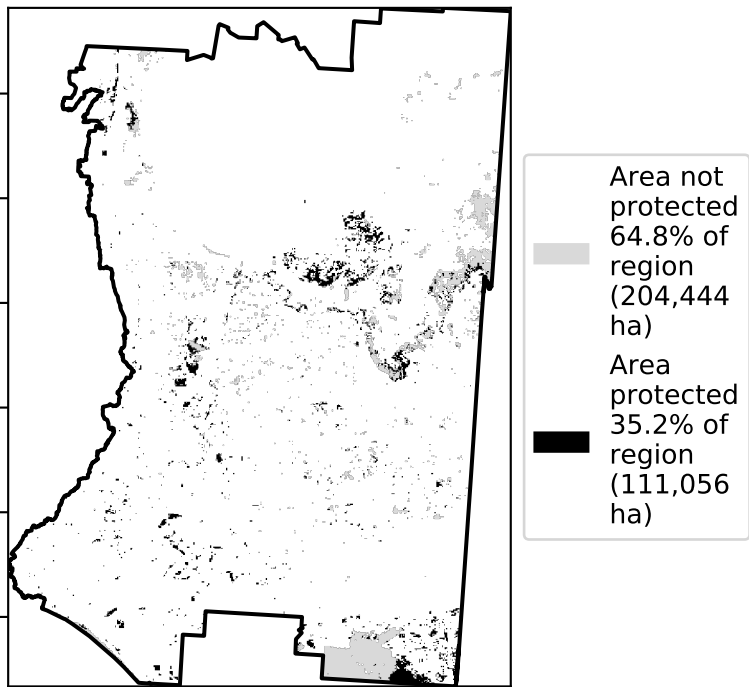 Area not
protected
64.8% of
region
(204,444
ha)
Area
protected
35.2% of
region
(111,056
ha)